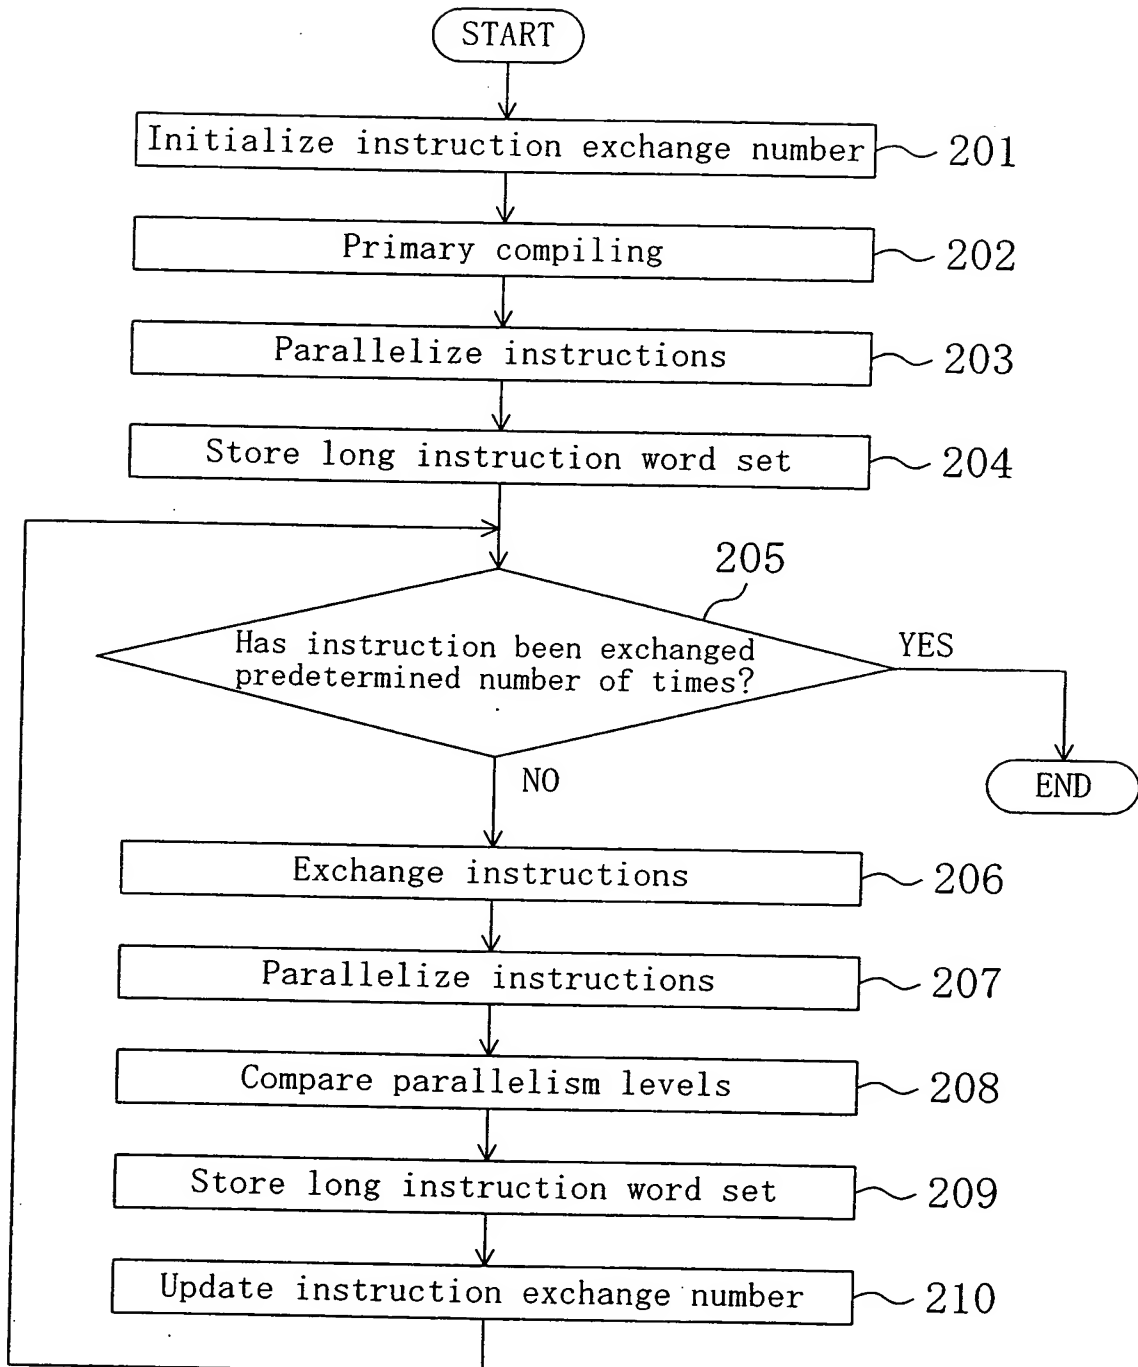 START
Initialize instruction exchange number
201
Primary compiling
202
Parallelize instructions
203
Store long instruction word set
204
205
Has instruction been exchanged
predetermined number of times?
YES
NO
END
Exchange instructions
206
Parallelize instructions
207
Compare parallelism levels
208
Store long instruction word set
209
Update instruction exchange number
210